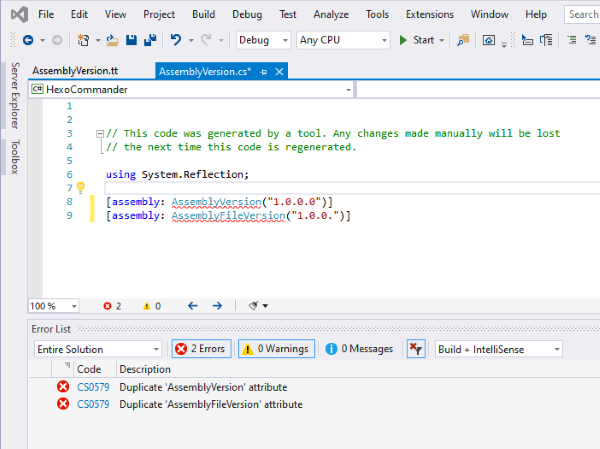 File Edit View Git Project Build Debug Test Analyze Tools Extensions Window Help Search
Debug Any CPU Start
Server Explorer
Toolbox
AssemblyVersion.tt AssemblyVersion.cs*
C# HexoCommander
1
2
3 // This code was generated by a tool. Any changes made manually will be lost
4 // the next time this code is regenerated.
5
6 using System.Reflection;
7
8 [assembly: AssemblyVersion("1.0.0.0")]
9 [assembly: AssemblyFileVersion("1.0.0.")]
100 % 2 0
Error List
Entire Solution 2 Errors 0 Warnings 0 Messages Build + IntelliSense
Code Description
CS0579 Duplicate 'AssemblyVersion' attribute
CS0579 Duplicate 'AssemblyFileVersion' attribute